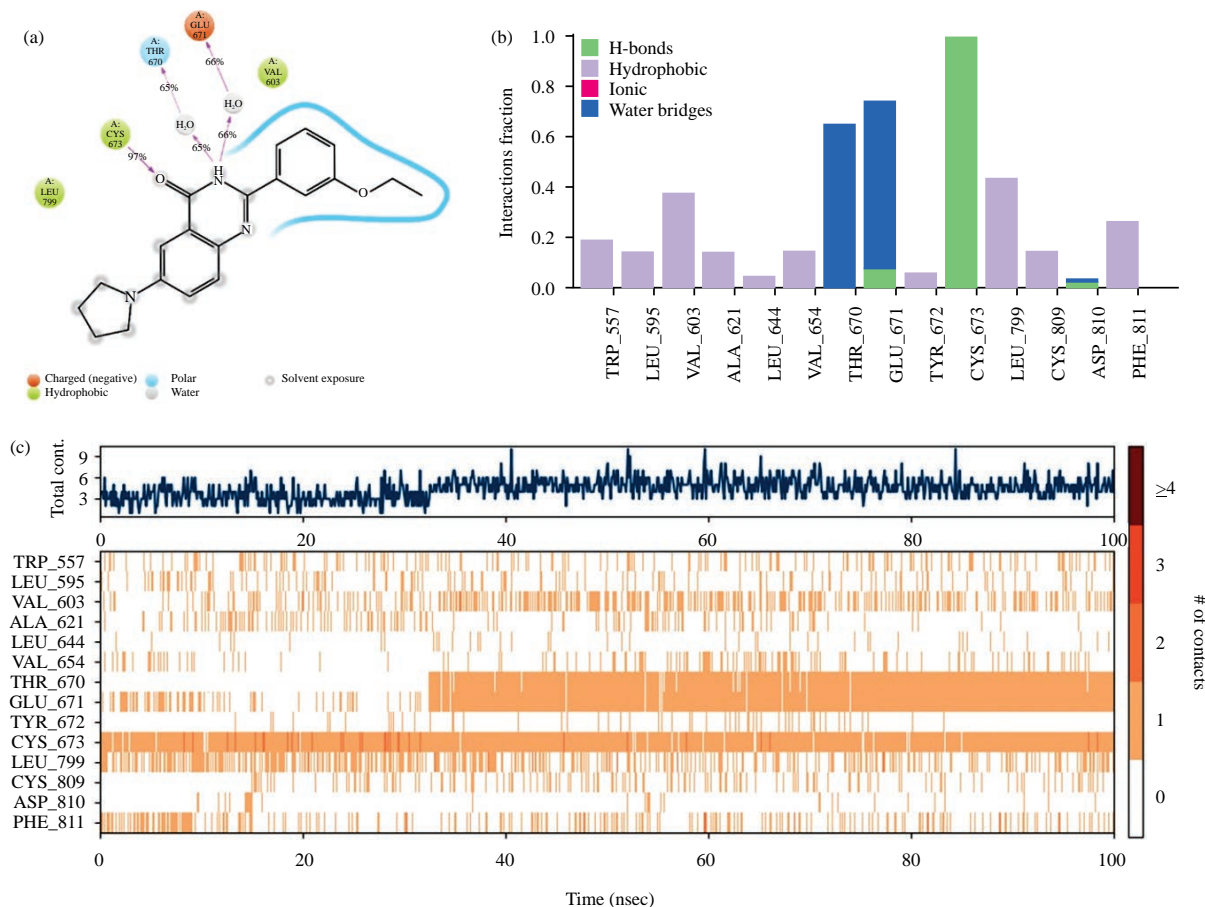 (a)
A:
GLU
671
A:
THR
670
A:
VAL
603
66%
65%
H₂O
H₂O
A:
CYS
673
97%
65%
66%
H
N
O
A:
LEU
799
N
O
N
Charged (negative)
Polar
Solvent exposure
Hydrophobic
Water
(b)
Interactions fraction
1.0
0.8
0.6
0.4
0.2
0.0
H-bonds
Hydrophobic
Ionic
Water bridges
TRP_557
LEU_595
VAL_603
ALA_621
LEU_644
VAL_654
THR_670
GLU_671
TYR_672
CYS_673
LEU_799
CYS_809
ASP_810
PHE_811
(c)
Total cont.
9
6
3
0 20 40 60 80 100
TRP_557
LEU_595
VAL_603
ALA_621
LEU_644
VAL_654
THR_670
GLU_671
TYR_672
CYS_673
LEU_799
CYS_809
ASP_810
PHE_811
0 20 40 60 80 100
Time (nsec)
≥4
3
2
1
0
# of contacts